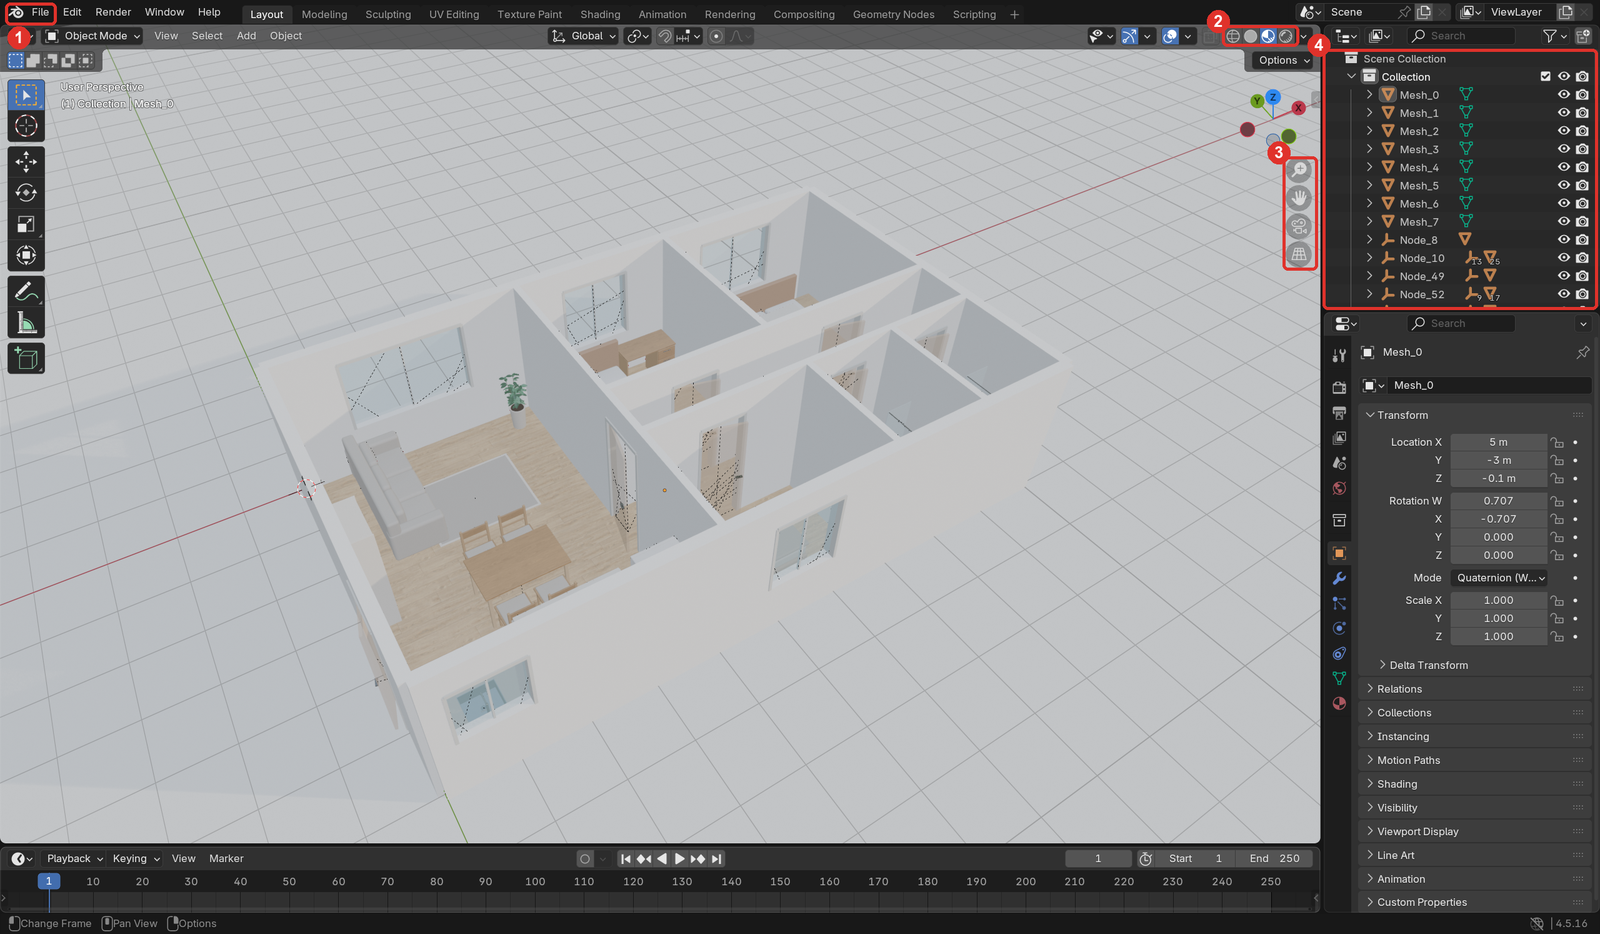 File Edit Render Window Help Layout Modeling Sculpting UV Editing Texture Paint Shading Animation Rendering Compositing Geometry Nodes Scripting + Scene ViewLayer
1 Object Mode View Select Add Object Global 2 Search
4
Options
User Perspective
(1) Collection | Mesh_0
Y Z X
3
Scene Collection
Collection
Mesh_0
Mesh_1
Mesh_2
Mesh_3
Mesh_4
Mesh_5
Mesh_6
Mesh_7
Node_8
Node_10 13 25
Node_49
Node_52 9 17
Search
Mesh_0
Mesh_0
Transform
Location X 5 m
Y -3 m
Z -0.1 m
Rotation W 0.707
X -0.707
Y 0.000
Z 0.000
Mode Quaternion (W...
Scale X 1.000
Y 1.000
Z 1.000
Delta Transform
Relations
Collections
Instancing
Motion Paths
Shading
Visibility
Viewport Display
Line Art
Animation
Custom Properties
Playback Keying View Marker 1 Start 1 End 250
1 10 20 30 40 50 60 70 80 90 100 110 120 130 140 150 160 170 180 190 200 210 220 230 240 250
Change Frame Pan View Options 4.5.16